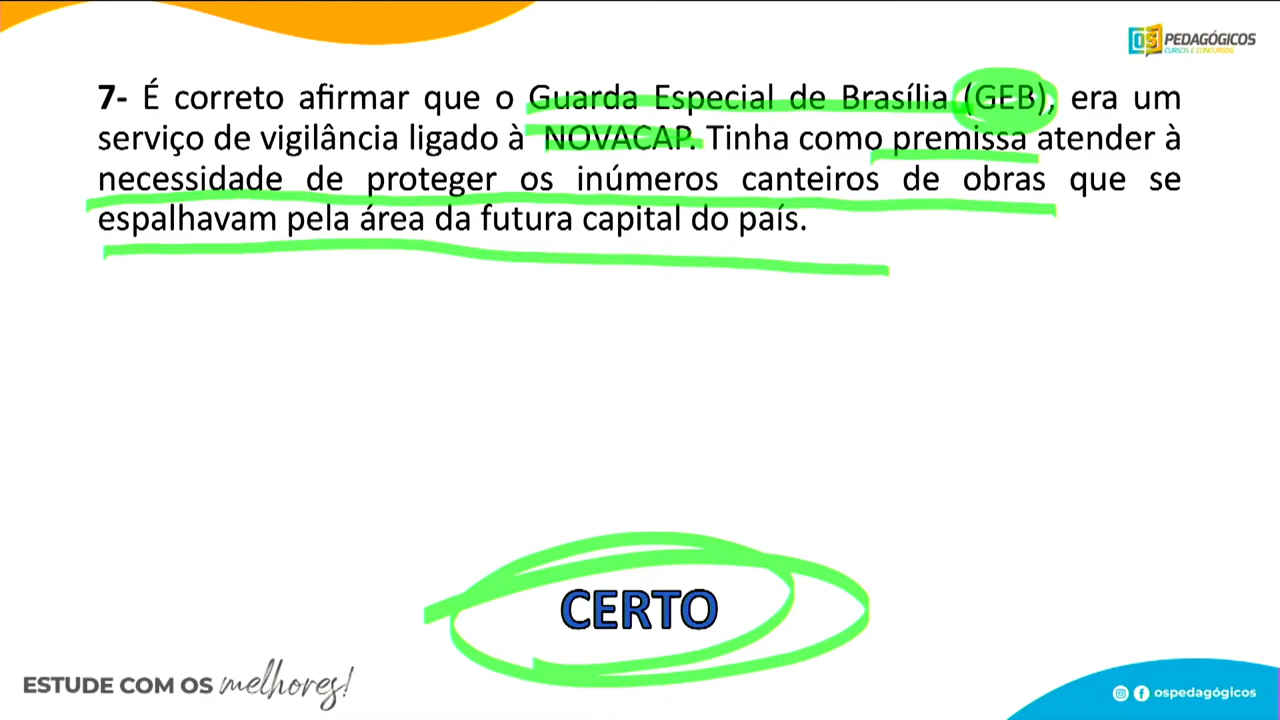 OS PEDAGÓGICOS
CURSOS E CONCURSOS
7- É correto afirmar que o Guarda Especial de Brasília (GEB), era um
serviço de vigilância ligado à NOVACAP. Tinha como premissa atender à
necessidade de proteger os inúmeros canteiros de obras que se
espalhavam pela área da futura capital do país.
CERTO
ESTUDE COM OS melhores!
ospedagógicos